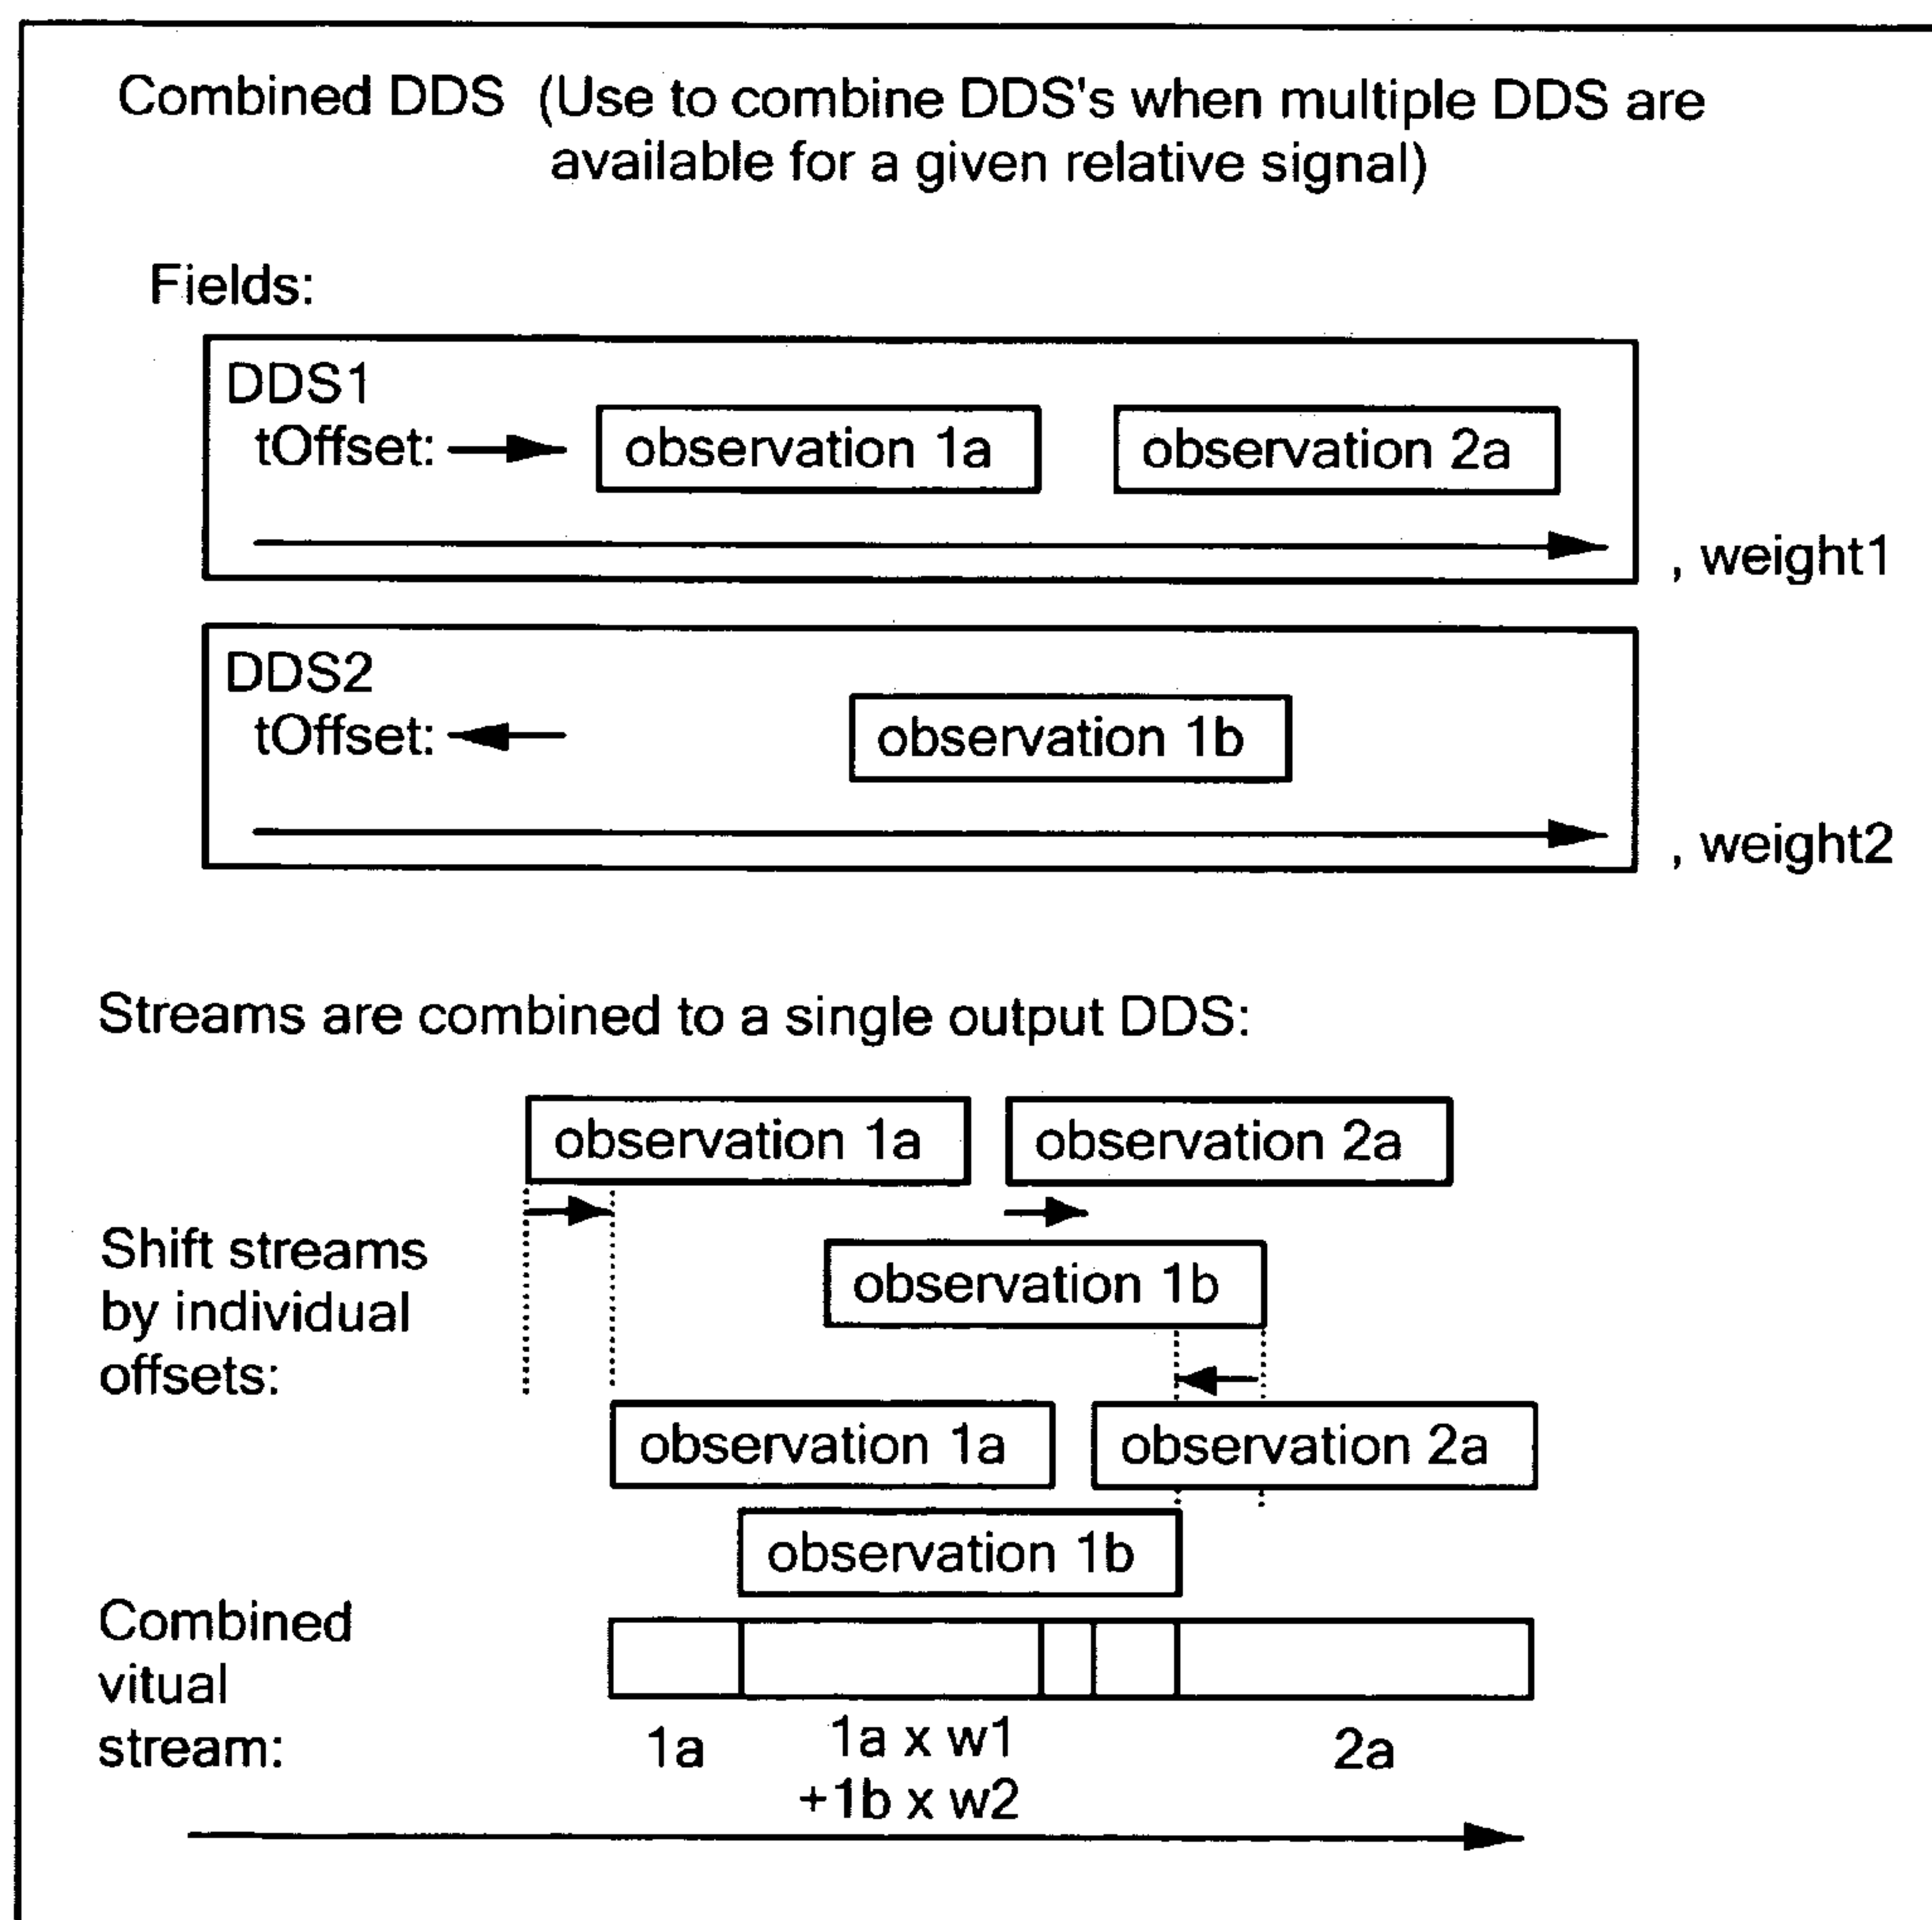 Combined DDS (Use to combine DDS's when multiple DDS are
available for a given relative signal)
Fields:
DDS1
tOffset:
observation 1a
observation 2a
, weight1
DDS2
tOffset:
observation 1b
, weight2
Streams are combined to a single output DDS:
observation 1a
observation 2a
Shift streams
by individual
offsets:
observation 1b
observation 1a
observation 2a
observation 1b
Combined
vitual
stream:
1a
1a x w1
+1b x w2
2a